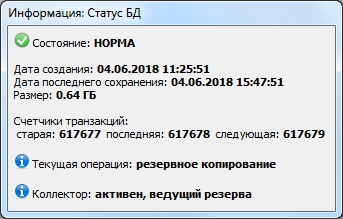 Информация: Статус БД
Состояние: НОРМА
Дата создания: 04.06.2018 11:25:51
Дата последнего сохранения: 04.06.2018 15:47:51
Размер: 0.64 ГБ
Счетчики транзакций:
старая: 617677 последняя: 617678 следующая: 617679
Текущая операция: резервное копирование
Коллектор: активен, ведущий резерва